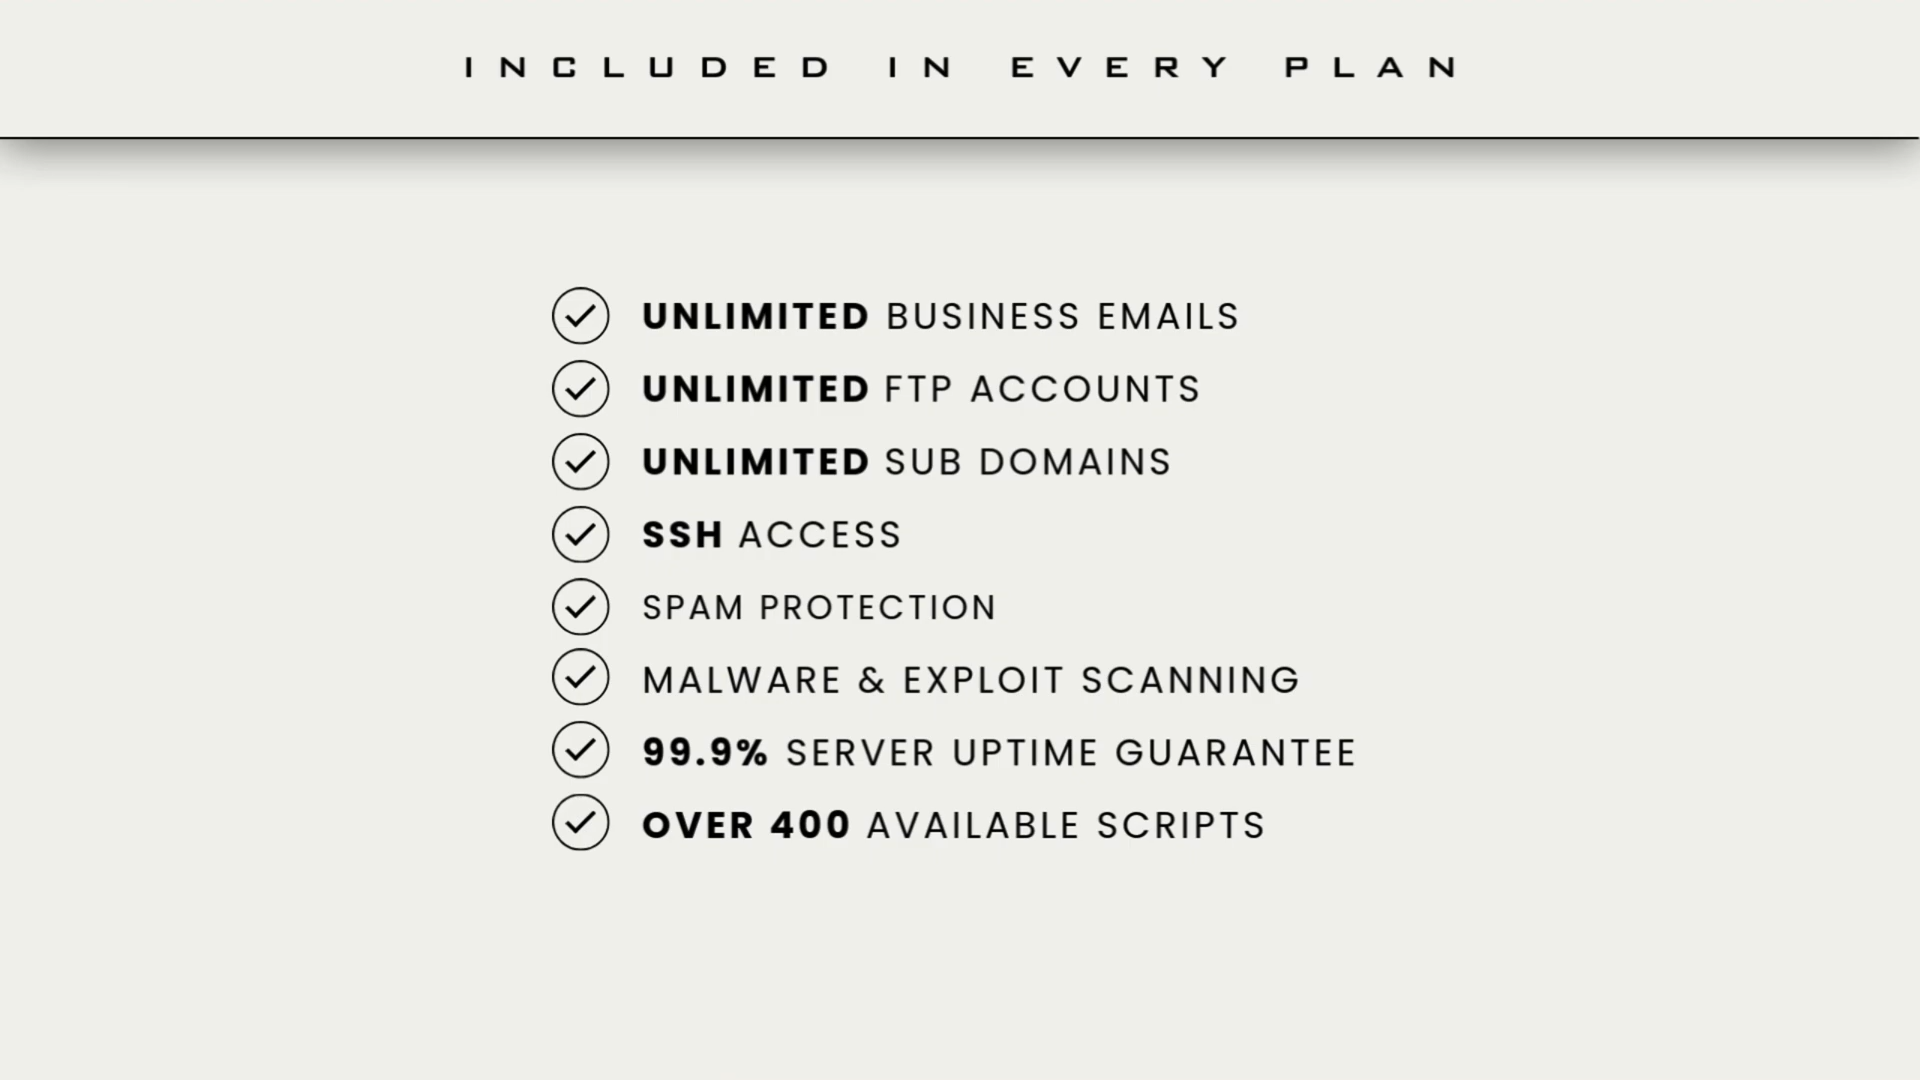 INCLUDED IN EVERY PLAN
UNLIMITED BUSINESS EMAILS
UNLIMITED FTP ACCOUNTS
UNLIMITED SUB DOMAINS
SSH ACCESS
SPAM PROTECTION
MALWARE & EXPLOIT SCANNING
99.9% SERVER UPTIME GUARANTEE
OVER 400 AVAILABLE SCRIPTS